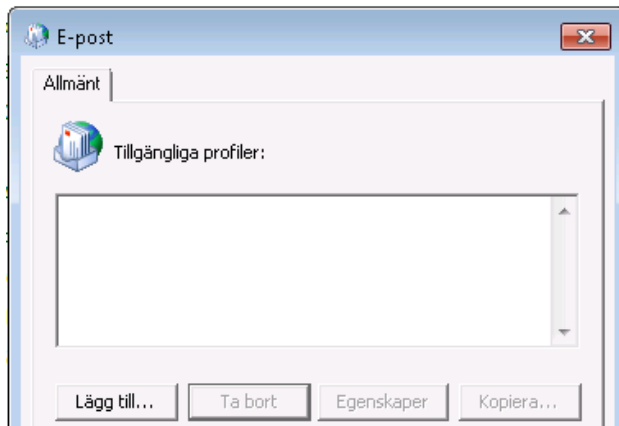 E-post
Allmänt
Tillgängliga profiler:
Lägg till... Ta bort Egenskaper Kopiera...